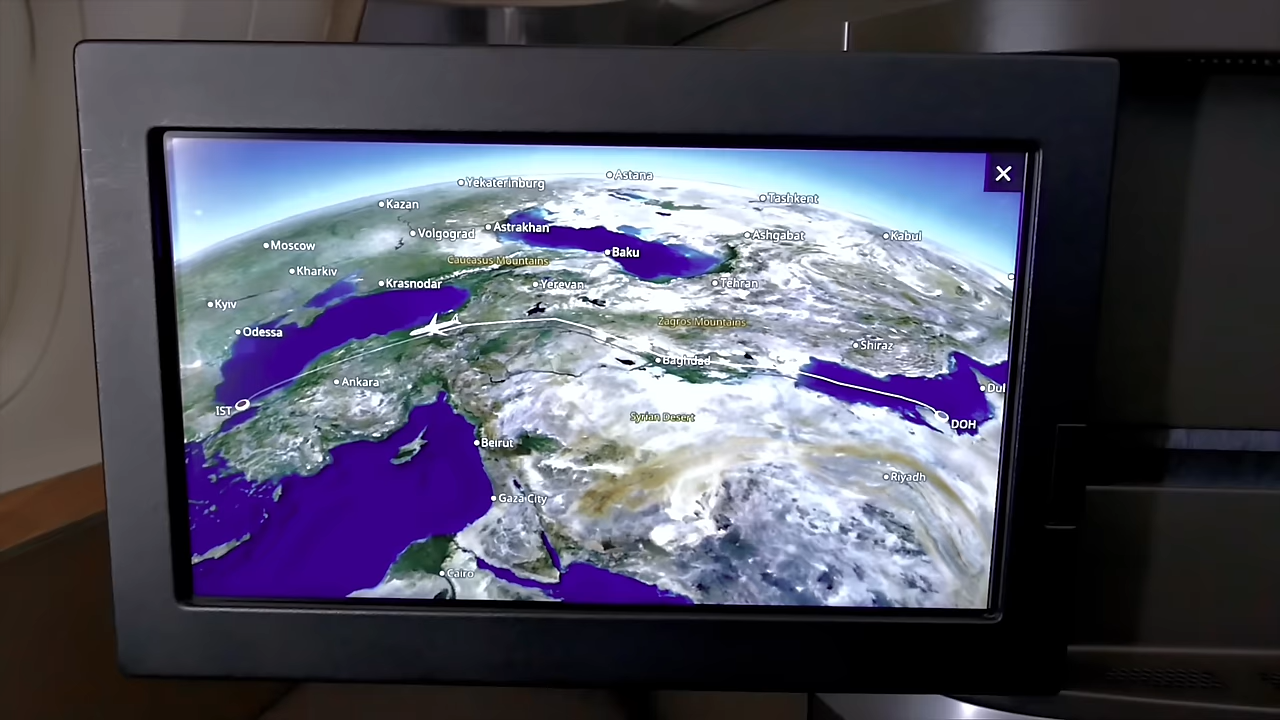 Astana
Yekaterinburg
Tashkent
Kazan
Astrakhan
Volgograd
Ashgabat
Kabul
Moscow
Baku
Caucasus Mountains
Kharkiv
Krasnodar
Yerevan
Tehran
Kyiv
Zagros Mountains
Odessa
Shiraz
Baghdad
Ankara
Dul
IST
Syrian Desert
DOH
Beirut
Riyadh
Gaza City
Cairo